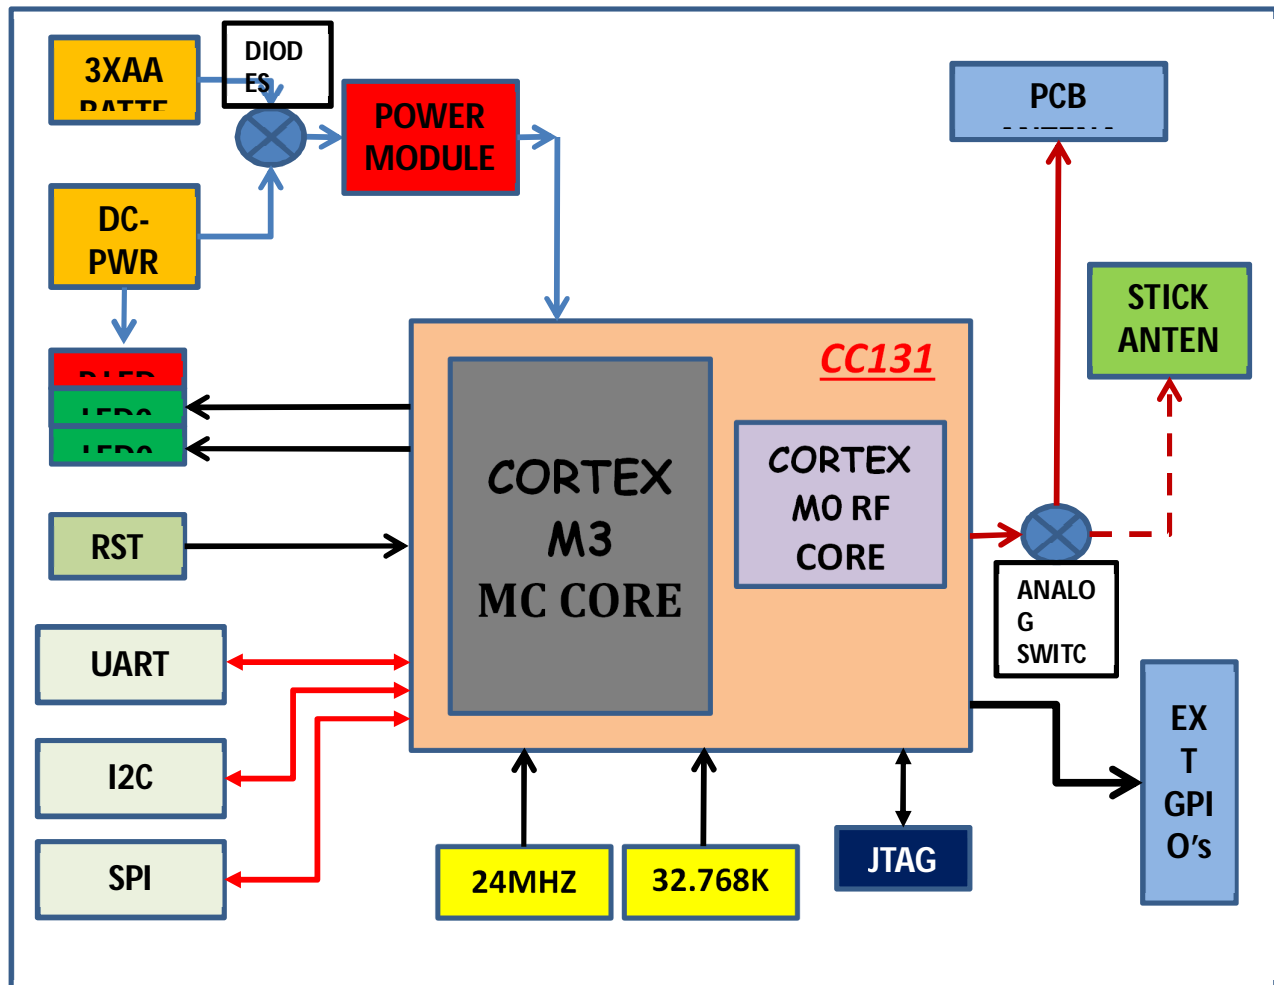 3XAA
DIOD
ES
POWER
MODULE
PCB
DC-
PWR
STICK
ANTEN
CC131
CORTEX
M3
MC CORE
CORTEX
M0 RF
CORE
RST
ANALO
G
SWITC
UART
I2C
SPI
EX
T
GPI
O's
24MHZ
32.768K
JTAG